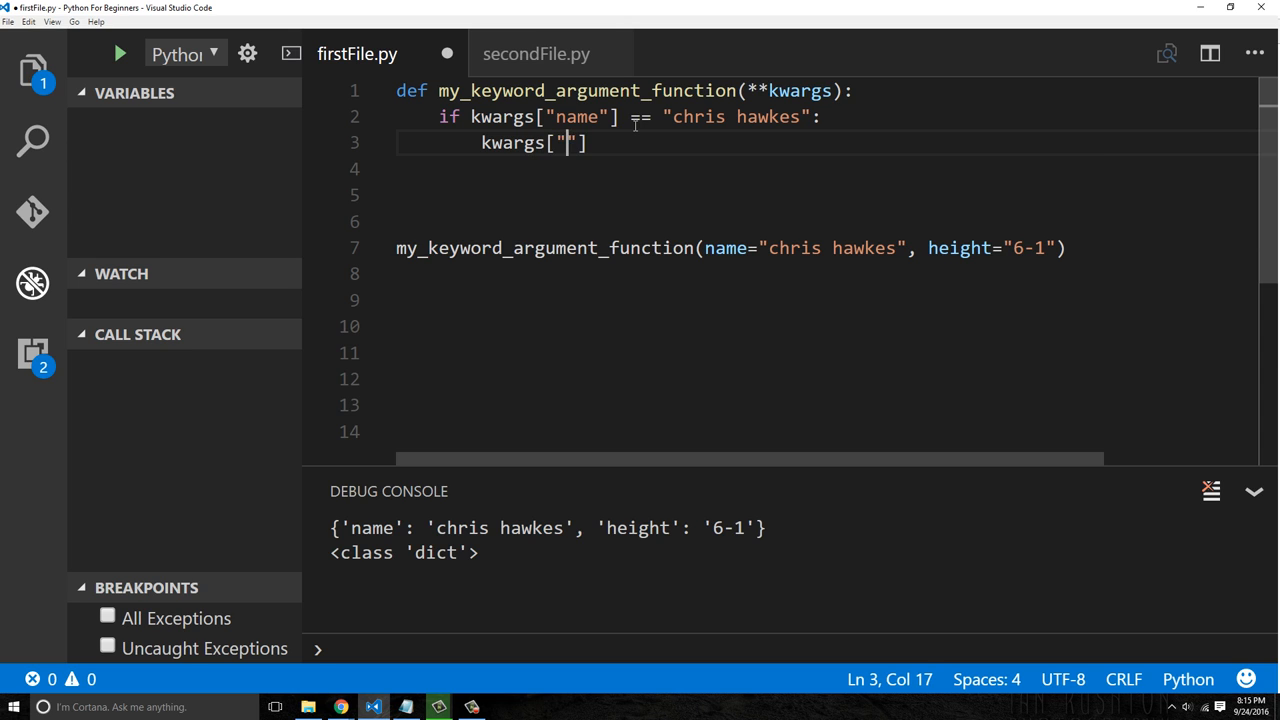 ● firstFile.py - Python For Beginners - Visual Studio Code
File Edit View Go Help
Python
firstFile.py
secondFile.py
1
VARIABLES
WATCH
CALL STACK
2
BREAKPOINTS
All Exceptions
Uncaught Exceptions
1 def my_keyword_argument_function(**kwargs):
2 if kwargs["name"] == "chris hawkes":
3 kwargs[""]
4
5
6
7 my_keyword_argument_function(name="chris hawkes", height="6-1")
8
9
10
11
12
13
14
DEBUG CONSOLE
{'name': 'chris hawkes', 'height': '6-1'}
<class 'dict'>
0 0
Ln 3, Col 17 Spaces: 4 UTF-8 CRLF Python
I'm Cortana. Ask me anything.
8:15 PM
9/24/2016